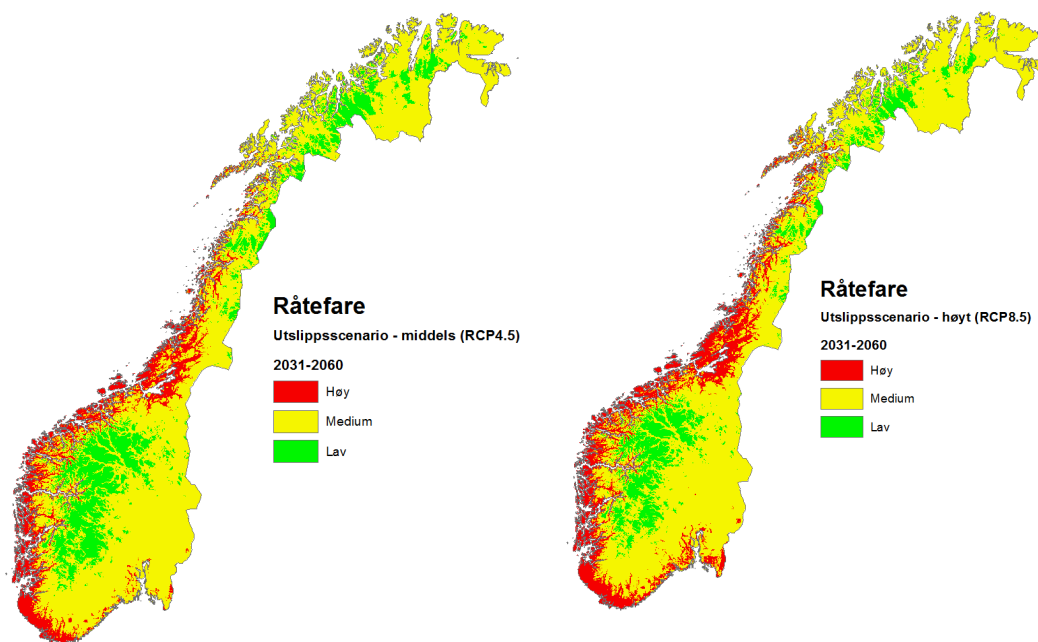 Råtefare
Utslippsscenario - middels (RCP4.5)
2031-2060
Høy
Medium
Lav
Råtefare
Utslippsscenario - høyt (RCP8.5)
2031-2060
Høy
Medium
Lav